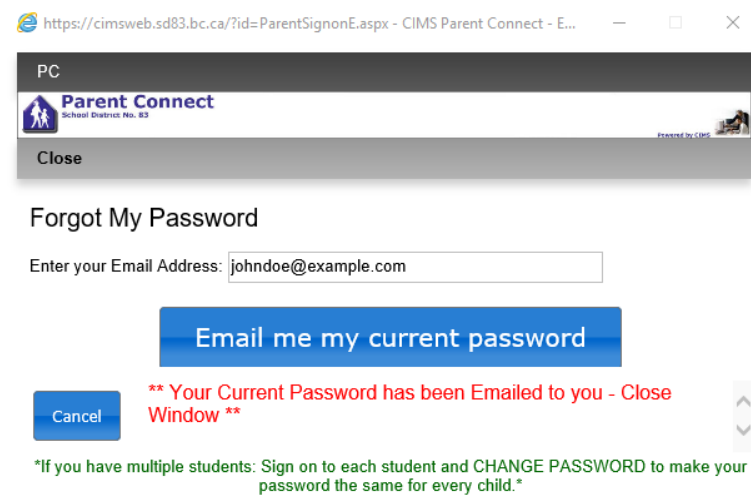 https://cimsweb.sd83.bc.ca/?id=ParentSignonE.aspx - CIMS Parent Connect - E...
PC
Parent Connect
School District No. 83
Powered by CIMS
Close
Forgot My Password
Enter your Email Address: johndoe@example.com
Email me my current password
** Your Current Password has been Emailed to you - Close
Window **
Cancel
*If you have multiple students: Sign on to each student and CHANGE PASSWORD to make your
password the same for every child.*